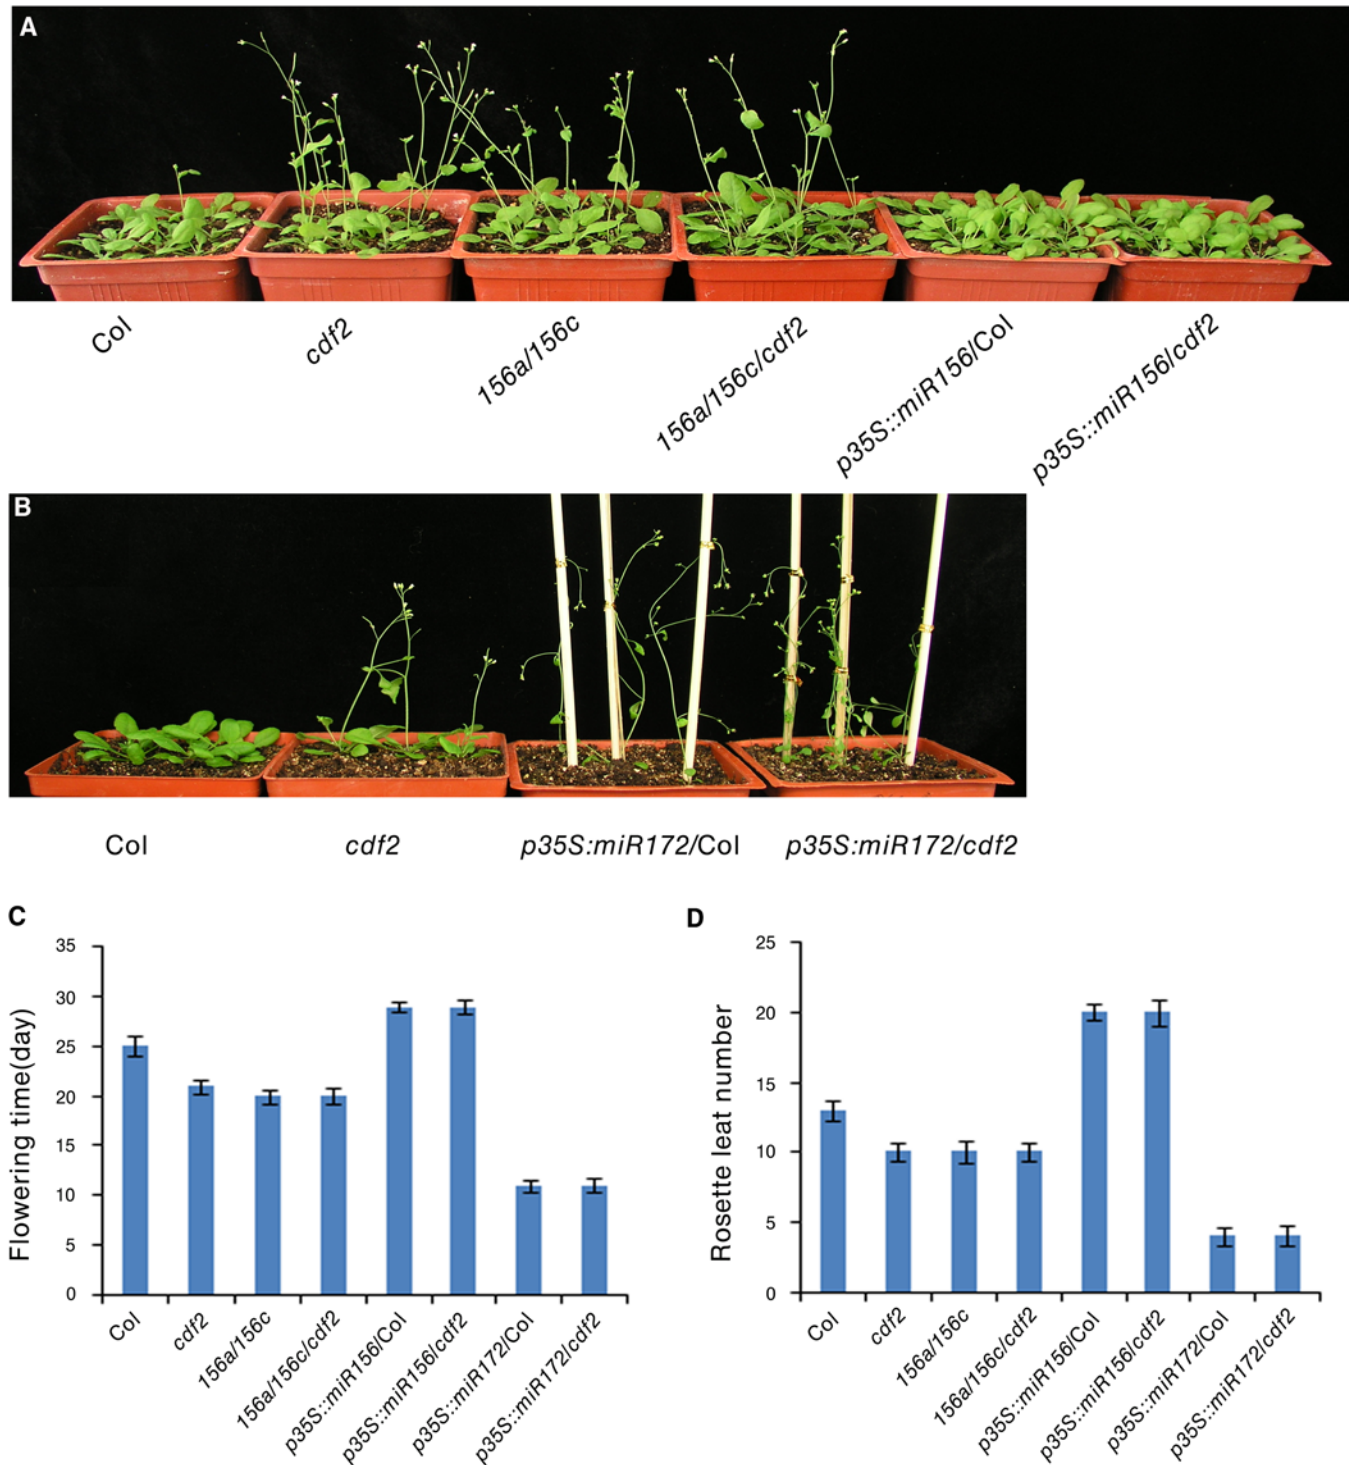 A
Col
cdf2
156a/156c
156a/156c/cdf2
p35S::miR156/Col
p35S::miR156/cdf2
B
Col
cdf2
p35S:miR172/Col
p35S:miR172/cdf2
C
Flowering time(day)
35
30
25
20
15
10
5
0
Col
cdf2
156a/156c
156a/156c/cdf2
p35S::miR156/Col
p35S::miR156/cdf2
p35S::miR172/Col
p35S::miR172/cdf2
D
Rosette leat number
25
20
15
10
5
0
Col
cdf2
156a/156c
156a/156c/cdf2
p35S::miR156/Col
p35S::miR156/cdf2
p35S::miR172/Col
p35S::miR172/cdf2